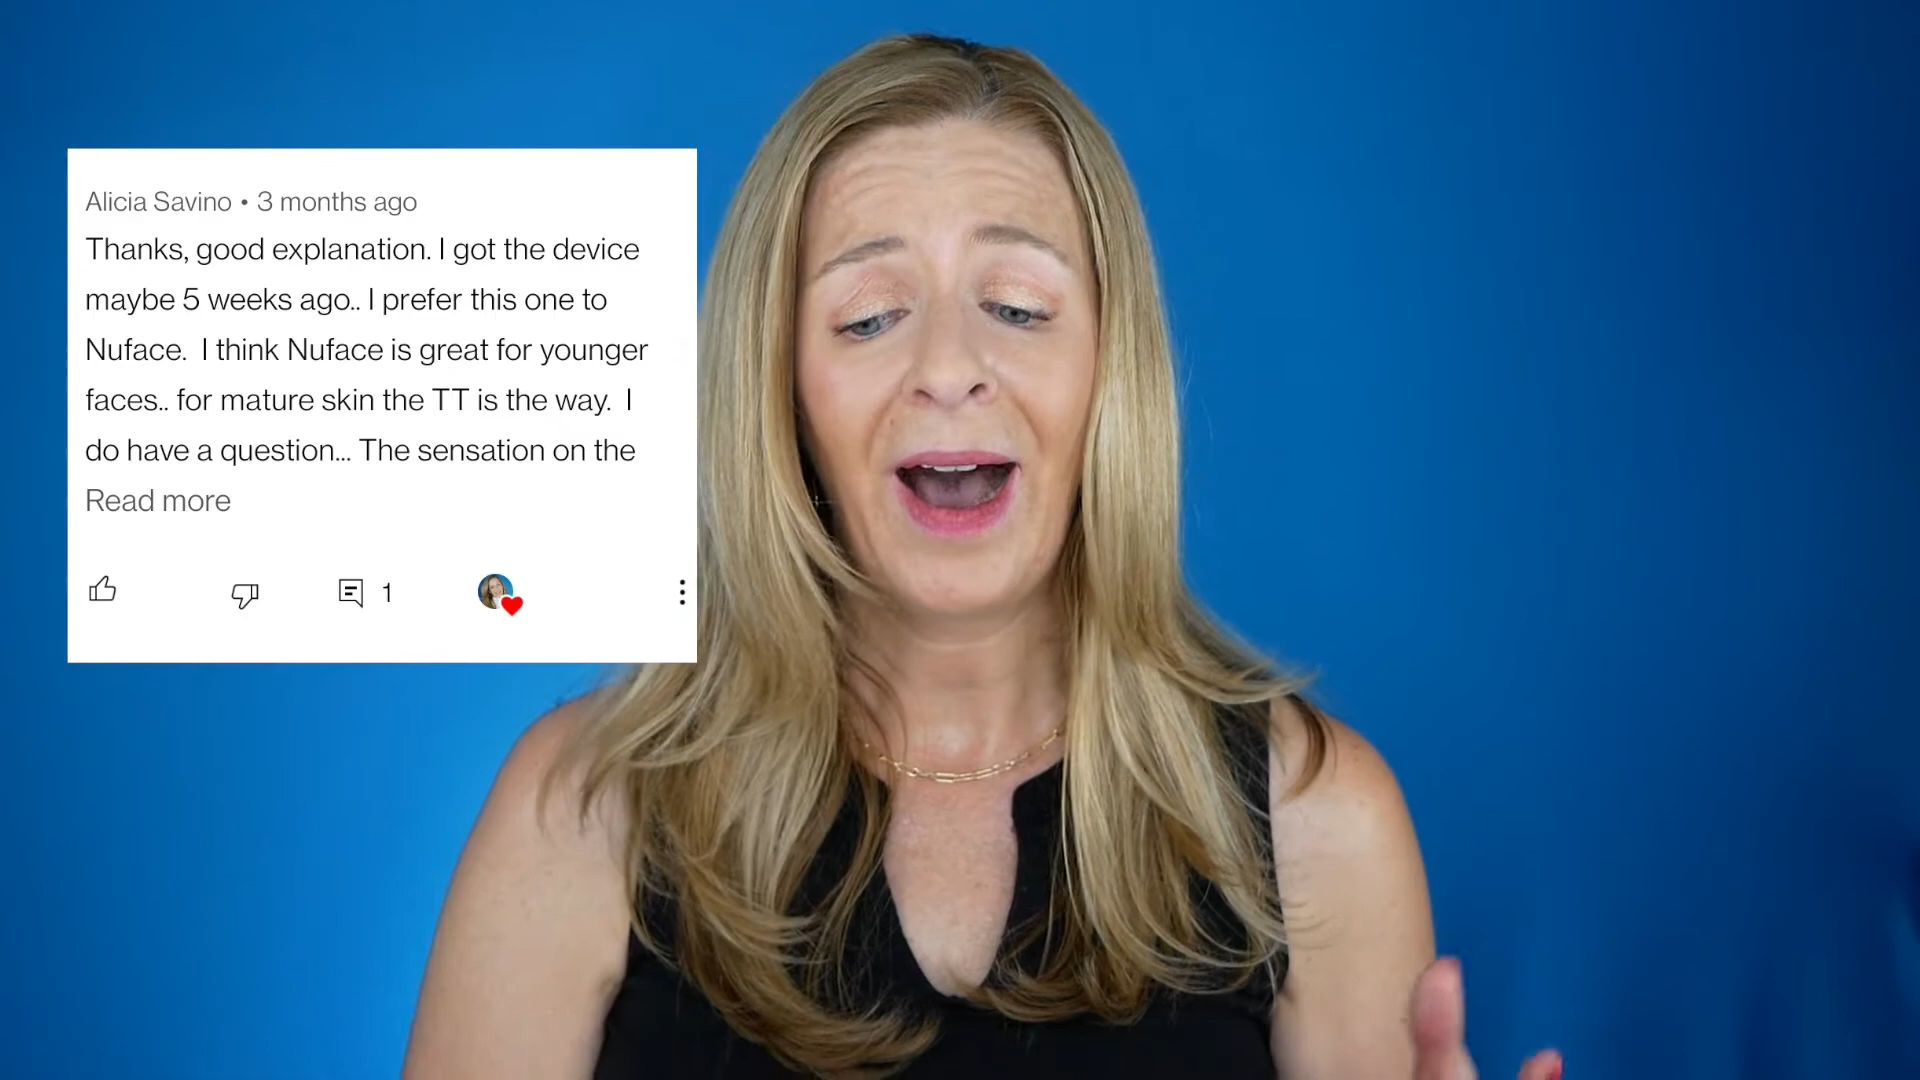 Alicia Savino • 3 months ago
Thanks, good explanation. I got the device
maybe 5 weeks ago.. I prefer this one to
Nuface.  I think Nuface is great for younger
faces.. for mature skin the TT is the way.  I
do have a question... The sensation on the
Read more
1